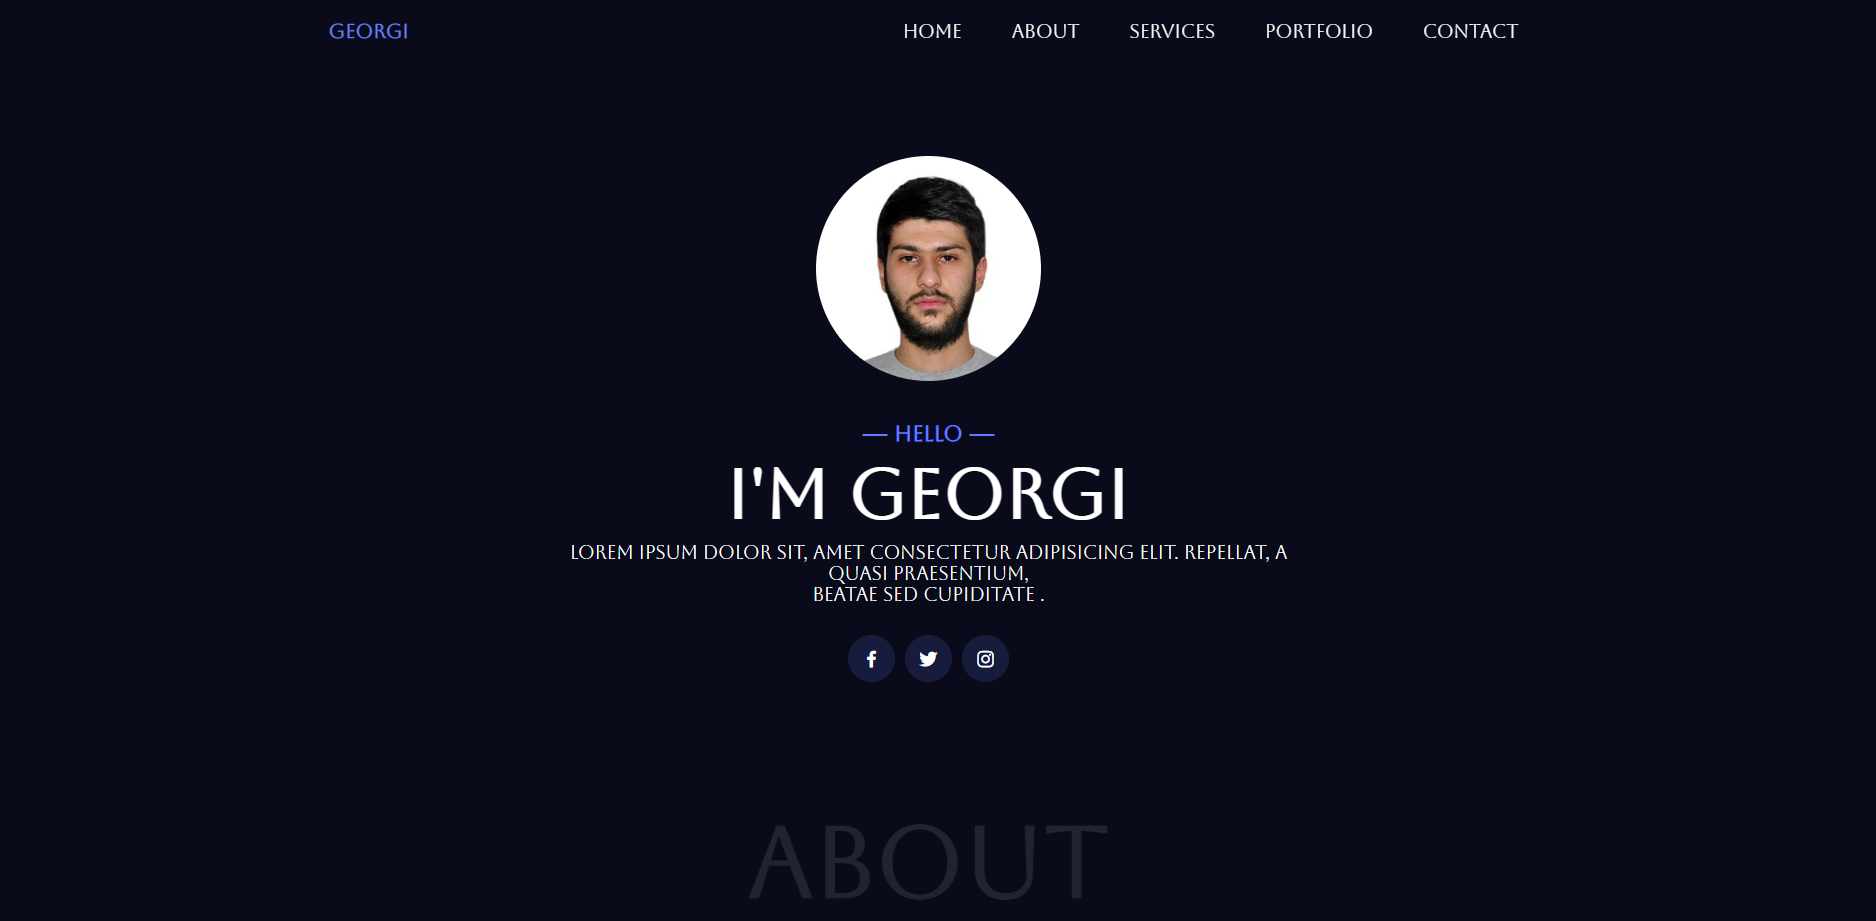 GEORGI HOME ABOUT SERVICES PORTFOLIO CONTACT
— HELLO —
I'M GEORGI
LOREM IPSUM DOLOR SIT, AMET CONSECTETUR ADIPISICING ELIT. REPELLAT, A
QUASI PRAESENTIUM,
BEATAE SED CUPIDITATE .
ABOUT